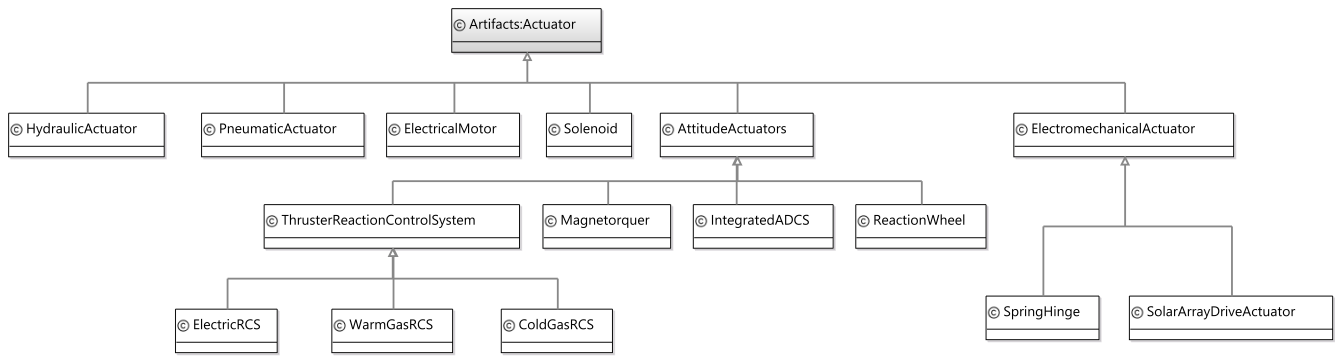 © Artifacts:Actuator
© HydraulicActuator
© PneumaticActuator
© ElectricalMotor
© Solenoid
© AttitudeActuators
© ElectromechanicalActuator
© ThrusterReactionControlSystem
© Magnetorquer
© IntegratedADCS
© ReactionWheel
© SpringHinge
© SolarArrayDriveActuator
© ElectricRCS
© WarmGasRCS
© ColdGasRCS